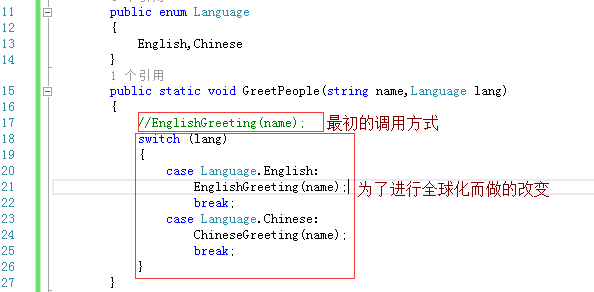 11 public enum Language
12 {
13 English,Chinese
14 }
1 个引用
15 public static void GreetPeople(string name,Language lang)
16 {
17 //EnglishGreeting(name); 最初的调用方式
18 switch (lang)
19 {
20 case Language.English:
21 EnglishGreeting(name); 为了进行全球化而做的改变
22 break;
23 case Language.Chinese:
24 ChineseGreeting(name);
25 break;
26 }
27 }